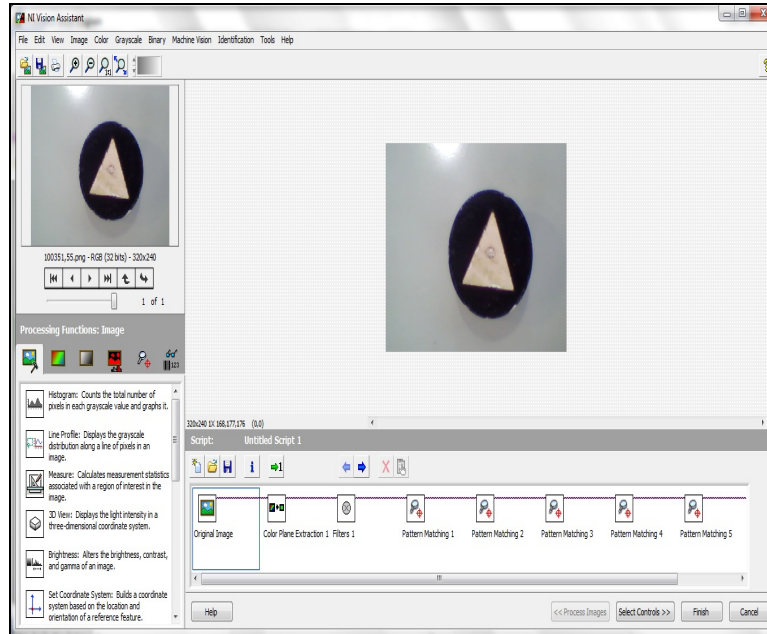 NI Vision Assistant
File Edit View Image Color Grayscale Binary Machine Vision Identification Tools Help
100351,55.png - RGB (32 bits) - 320x240
1 of 1
Processing Functions: Image
Histogram: Counts the total number of
pixels in each grayscale value and graphs it.
Line Profile: Displays the grayscale
distribution along a line of pixels in an
image.
Measure: Calculates measurement statistics
associated with a region of interest in the
image.
3D View: Displays the light intensity in a
three-dimensional coordinate system.
Brightness: Alters the brightness, contrast,
and gamma of an image.
Set Coordinate System: Builds a coordinate
system based on the location and
orientation of a reference feature.
320x240 1X 168,177,176 (0,0)
Script: Untitled Script 1
Original Image Color Plane Extraction 1 Filters 1 Pattern Matching 1 Pattern Matching 2 Pattern Matching 3 Pattern Matching 4 Pattern Matching 5
Help << Process Images Select Controls >> Finish Cancel